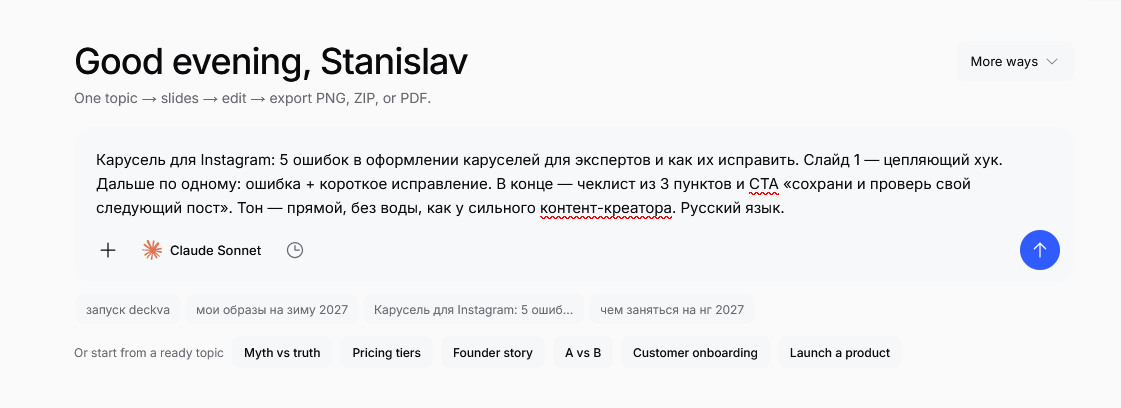 Good evening, Stanislav
More ways
One topic → slides → edit → export PNG, ZIP, or PDF.
Карусель для Instagram: 5 ошибок в оформлении каруселей для экспертов и как их исправить. Слайд 1 — цепляющий хук.
Дальше по одному: ошибка + короткое исправление. В конце — чеклист из 3 пунктов и CTA «сохрани и проверь свой
следующий пост». Тон — прямой, без воды, как у сильного контент-креатора. Русский язык.
Claude Sonnet
запуск deckva
мои образы на зиму 2027
Карусель для Instagram: 5 ошиб...
чем заняться на нг 2027
Or start from a ready topic
Myth vs truth
Pricing tiers
Founder story
A vs B
Customer onboarding
Launch a product